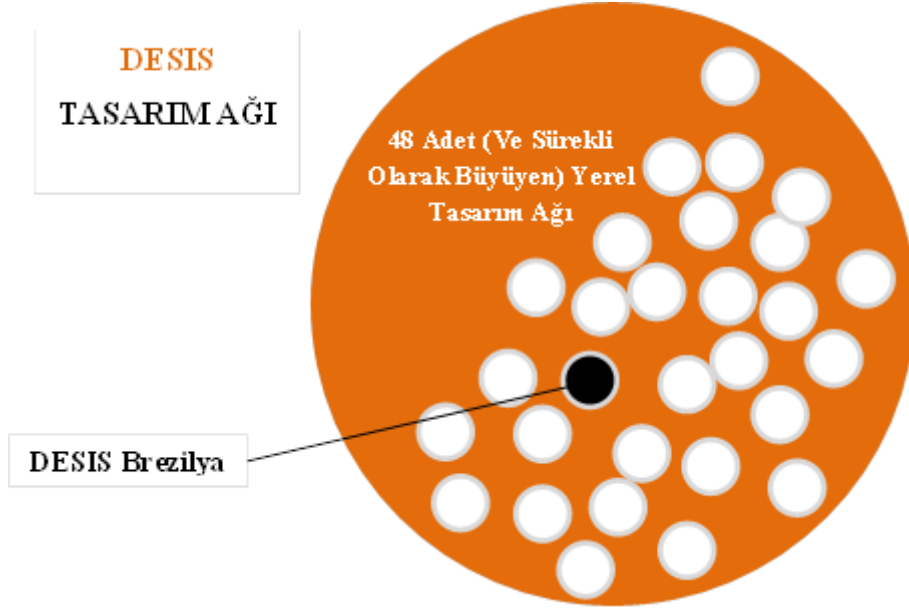 DESIS
TASARIM AĞI
48 Adet (Ve Sürekli
Olarak Büyüyen) Yerel
Tasarım Ağı
DESIS Brezilya